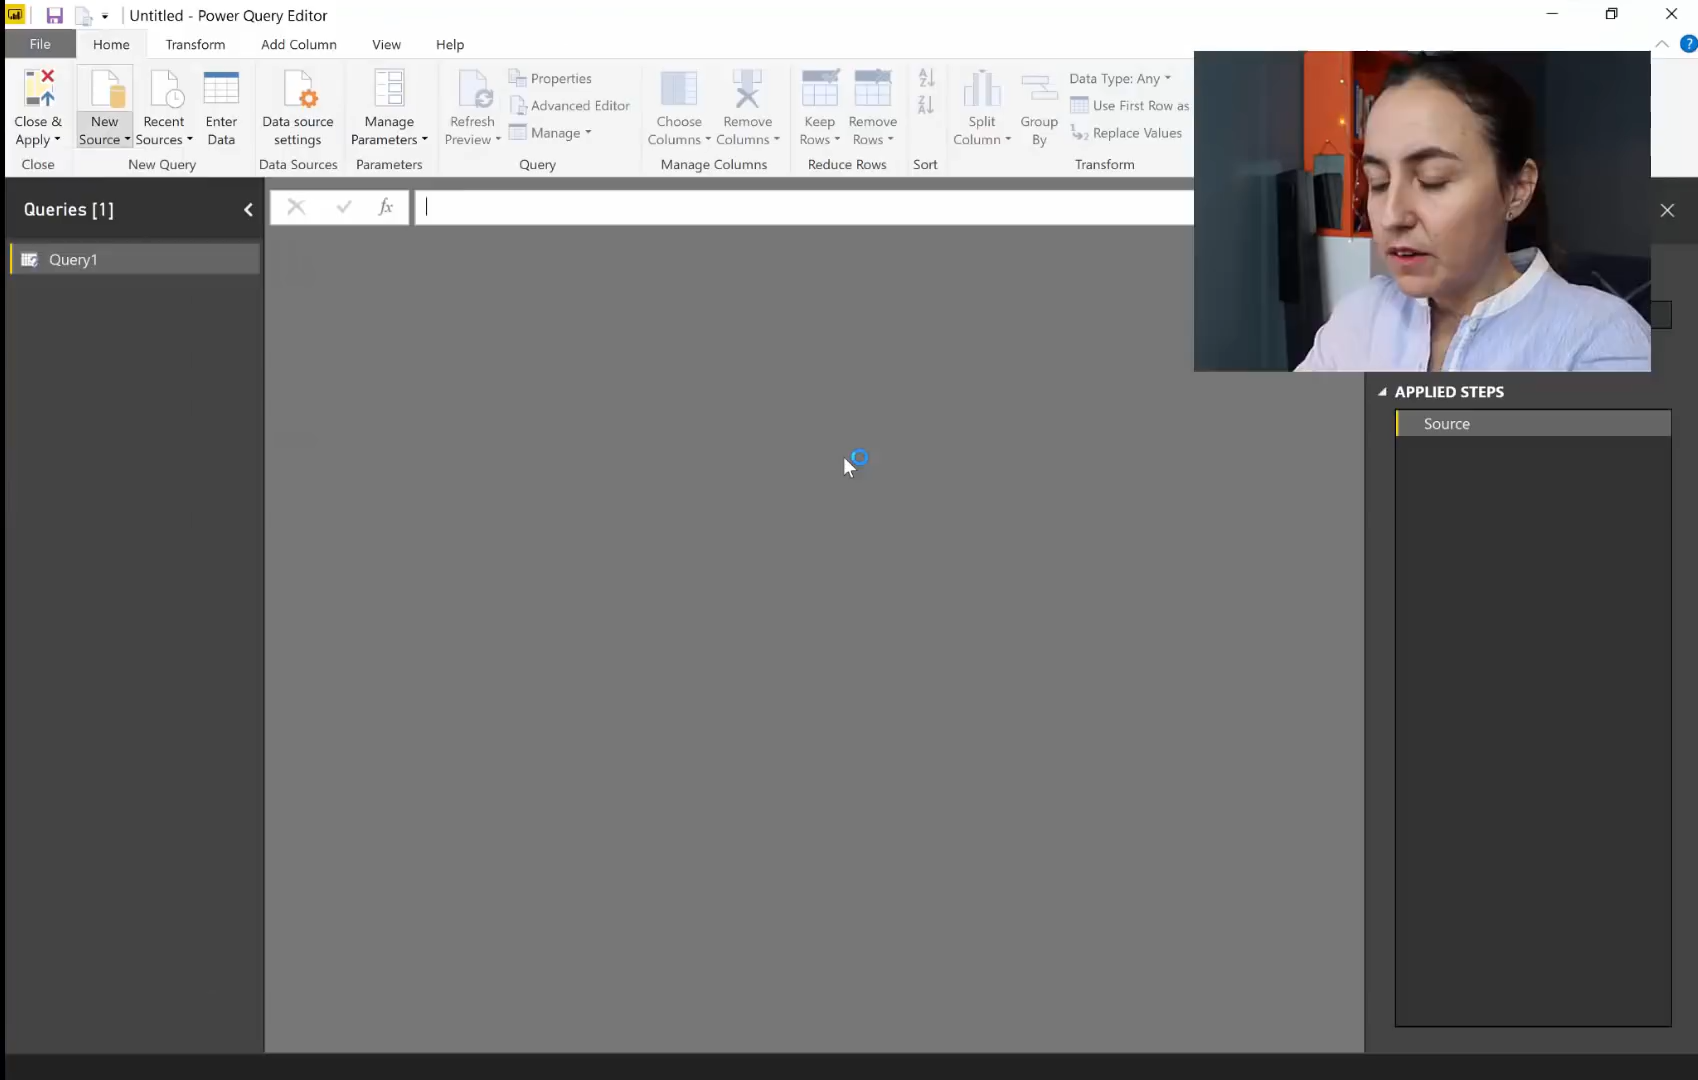 Untitled - Power Query Editor
File
Home
Transform
Add Column
View
Help
Close &
Apply
Close
New
Source
Recent
Sources
Enter
Data
New Query
Data source
settings
Data Sources
Manage
Parameters
Parameters
Refresh
Preview
Properties
Advanced Editor
Manage
Query
Choose
Columns
Remove
Columns
Manage Columns
Keep
Rows
Remove
Rows
Reduce Rows
A
Z
Z
A
Sort
Split
Column
Group
By
Data Type: Any
Use First Row as
1
2
Replace Values
Transform
?
Queries [1]
fx
Query1
APPLIED STEPS
Source